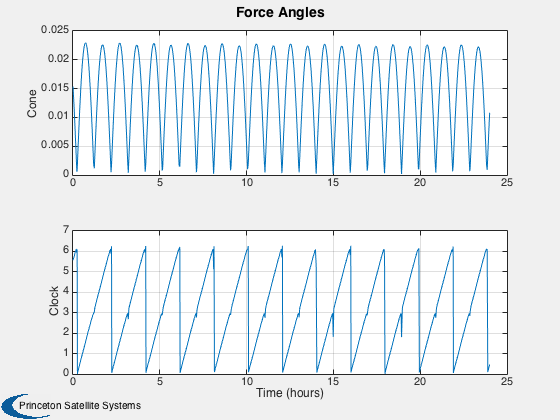 Force Angles
0.025
0.02
0.015
0.01
0.005
0
Cone
0 5 10 15 20 25
7
6
5
4
3
2
1
0
Clock
0 5 10 15 20 25
Time (hours)
Princeton Satellite Systems